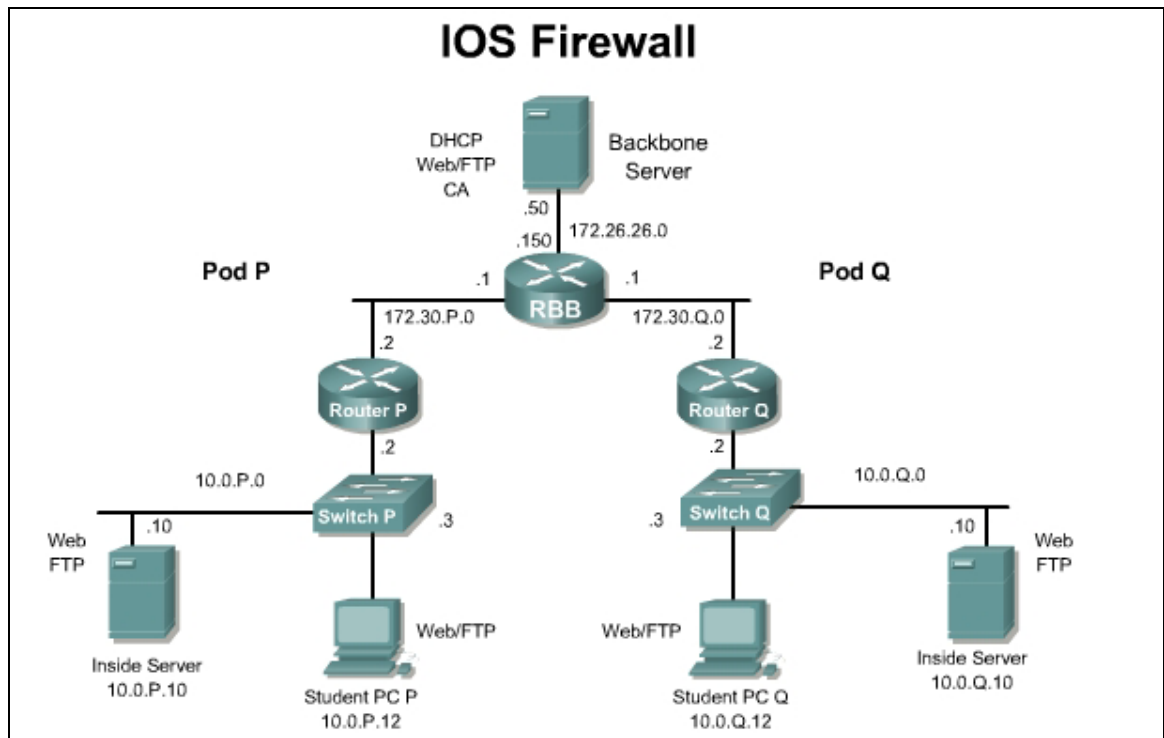 IOS Firewall
DHCP
Web/FTP
CA
Backbone
Server
.50
172.26.26.0
.150
Pod P
Pod Q
.1
.1
RBB
172.30.P.0
172.30.Q.0
.2
.2
Router P
Router Q
.2
.2
10.0.P.0
10.0.Q.0
Switch P
.3
.3
Switch Q
.10
.10
Web
FTP
Web
FTP
Web/FTP
Web/FTP
Inside Server
10.0.P.10
Student PC P
10.0.P.12
Student PC Q
10.0.Q.12
Inside Server
10.0.Q.10